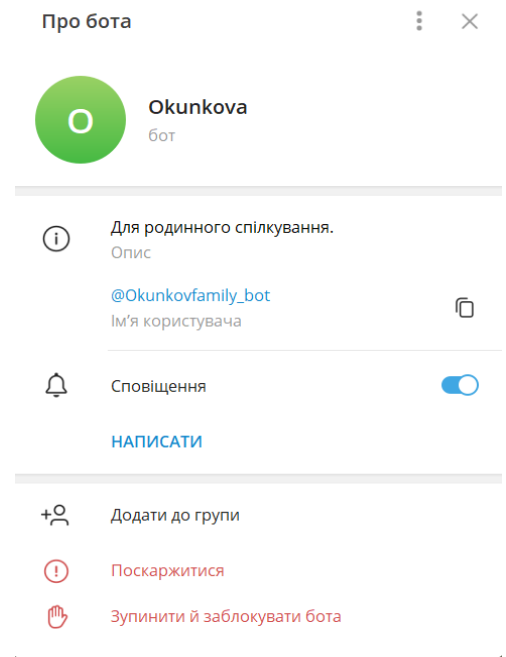 Про бота
O
Okunkova
бот
Для родинного спілкування.
Опис
@Okunkovfamily_bot
Ім'я користувача
Сповіщення
НАПИСАТИ
Додати до групи
Поскаржитися
Зупинити й заблокувати бота